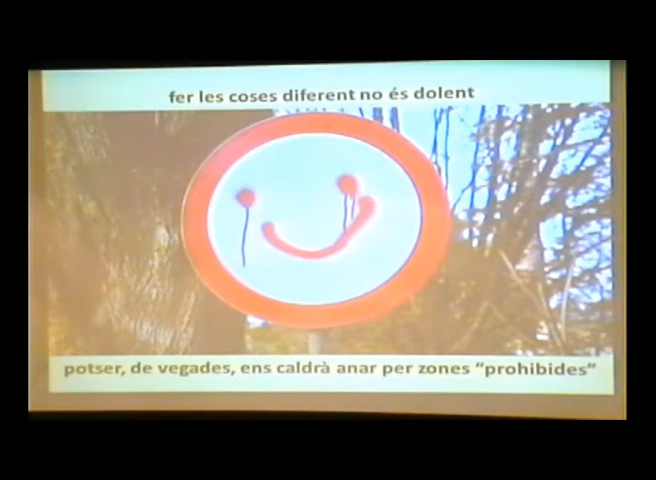 fer les coses diferent no és dolent
potser, de vegades, ens caldrà anar per zones “prohibides”